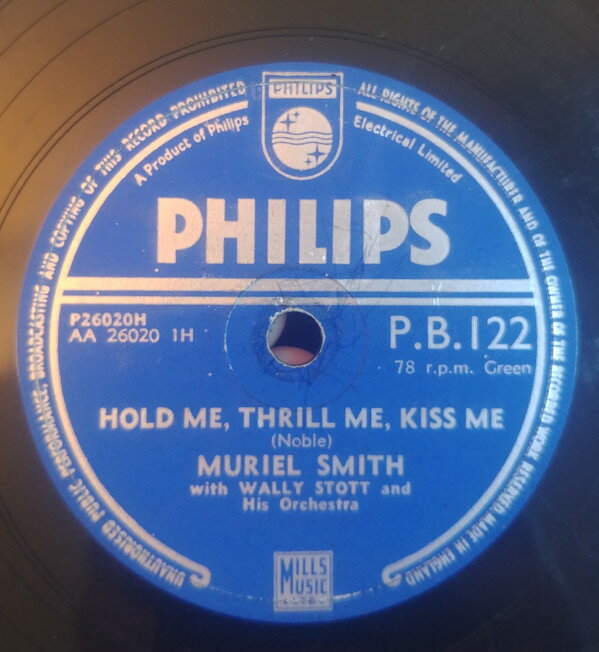 UNAUTHORISED PUBLIC PERFORMANCE, BROADCASTING AND COPYING OF THIS RECORD PROHIBITED
ALL RIGHTS OF THE MANUFACTURER AND OF THE OWNER OF THE RECORDED WORK RESERVED MADE IN ENGLAND
PHILIPS
A Product of Philips Electrical Limited
PHILIPS
P26020H
AA 26020 1H
P.B.122
78 r.p.m. Green
HOLD ME, THRILL ME, KISS ME
(Noble)
MURIEL SMITH
with WALLY STOTT and
His Orchestra
MILLS
MUSIC